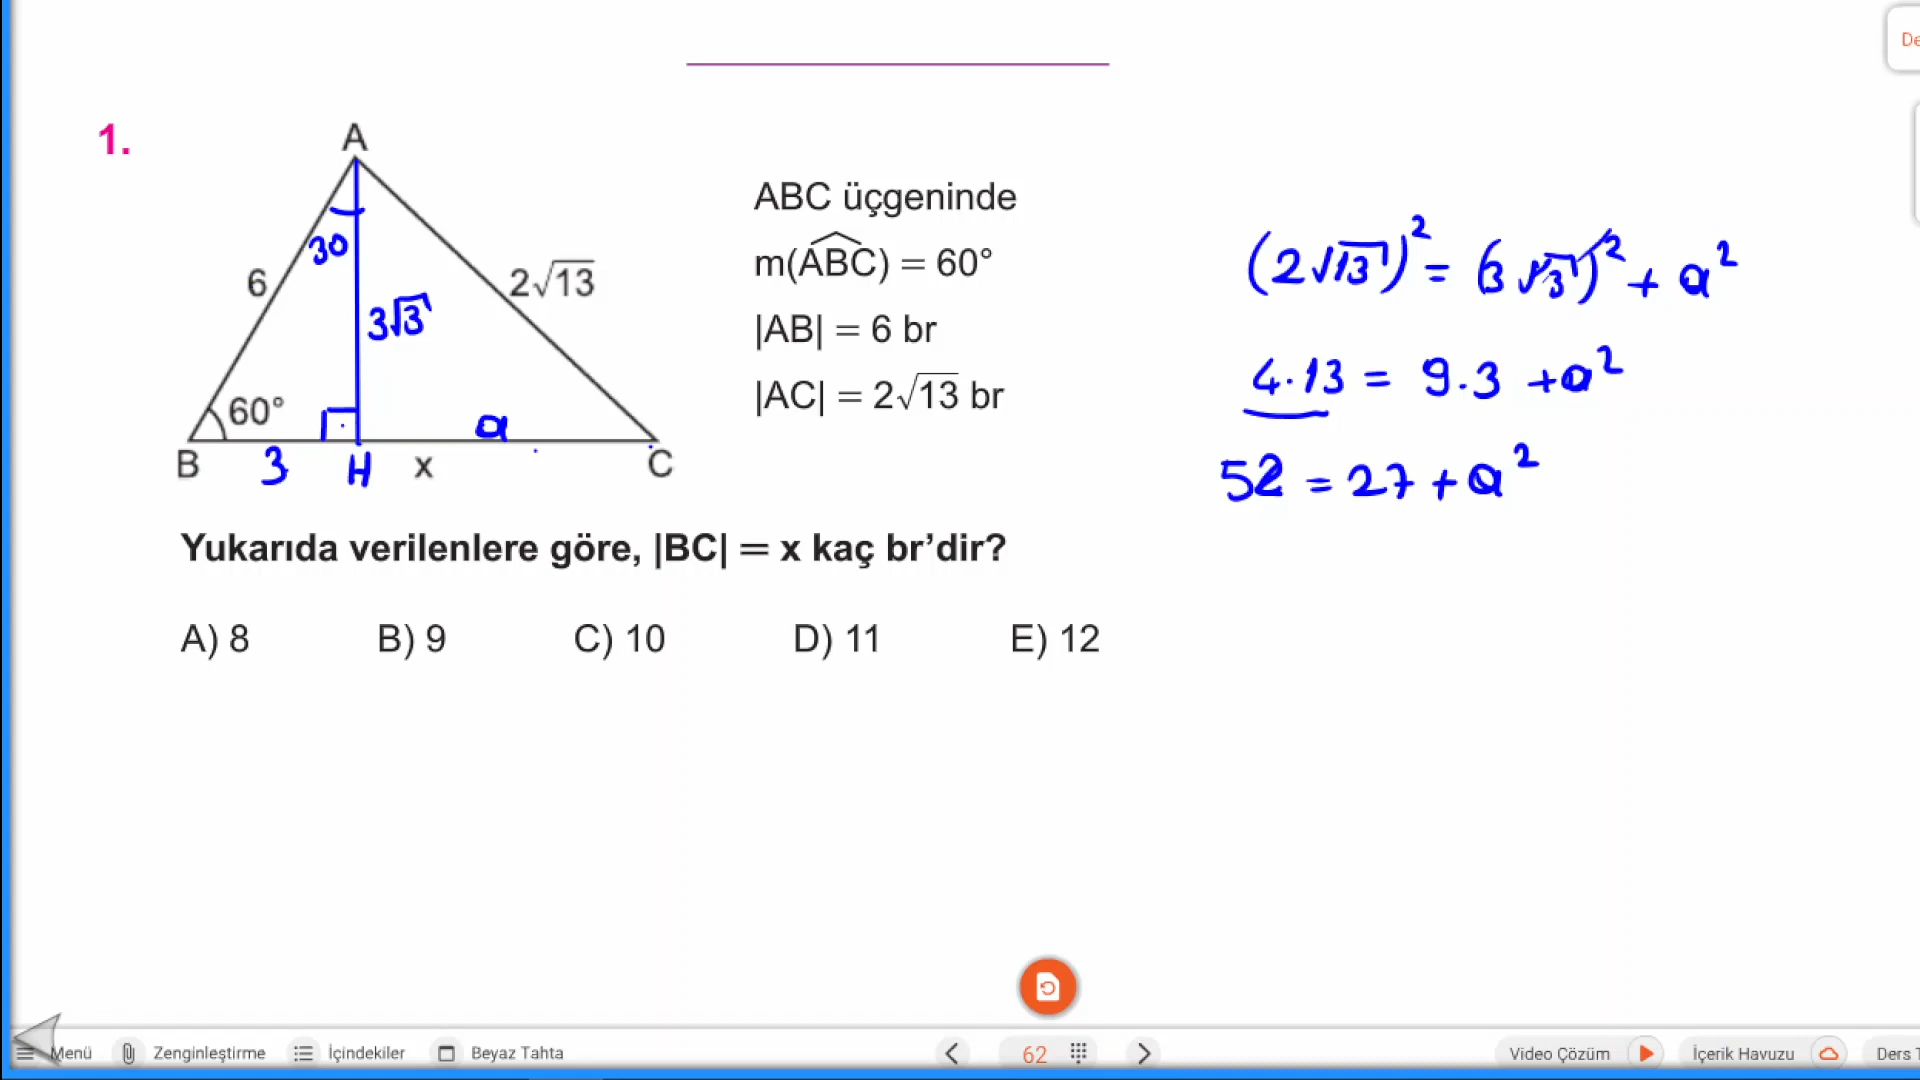 De
1.
A
30
6
2√13
3√3
60°
a
B
3
H
x
C
ABC üçgeninde
m(ABC) = 60°
|AB| = 6 br
|AC| = 2√13 br
(2√13)² = (3√3)² + a²
4.13 = 9.3 + a²
52 = 27 + a²
Yukarıda verilenlere göre, |BC| = x kaç br'dir?
A) 8 B) 9 C) 10 D) 11 E) 12
Menü Zenginleştirme İçindekiler Beyaz Tahta 62 Video Çözüm İçerik Havuzu Ders